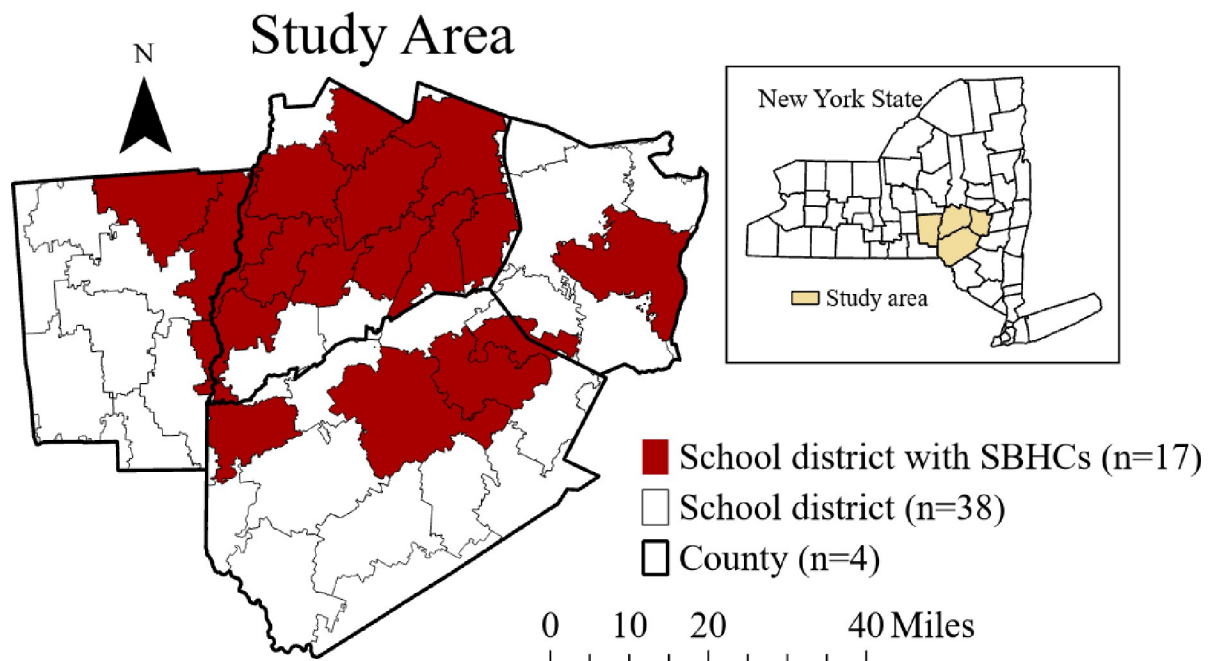 Study Area
N
New York State
Study area
School district with SBHCs (n=17)
School district (n=38)
County (n=4)
0 10 20 40 Miles